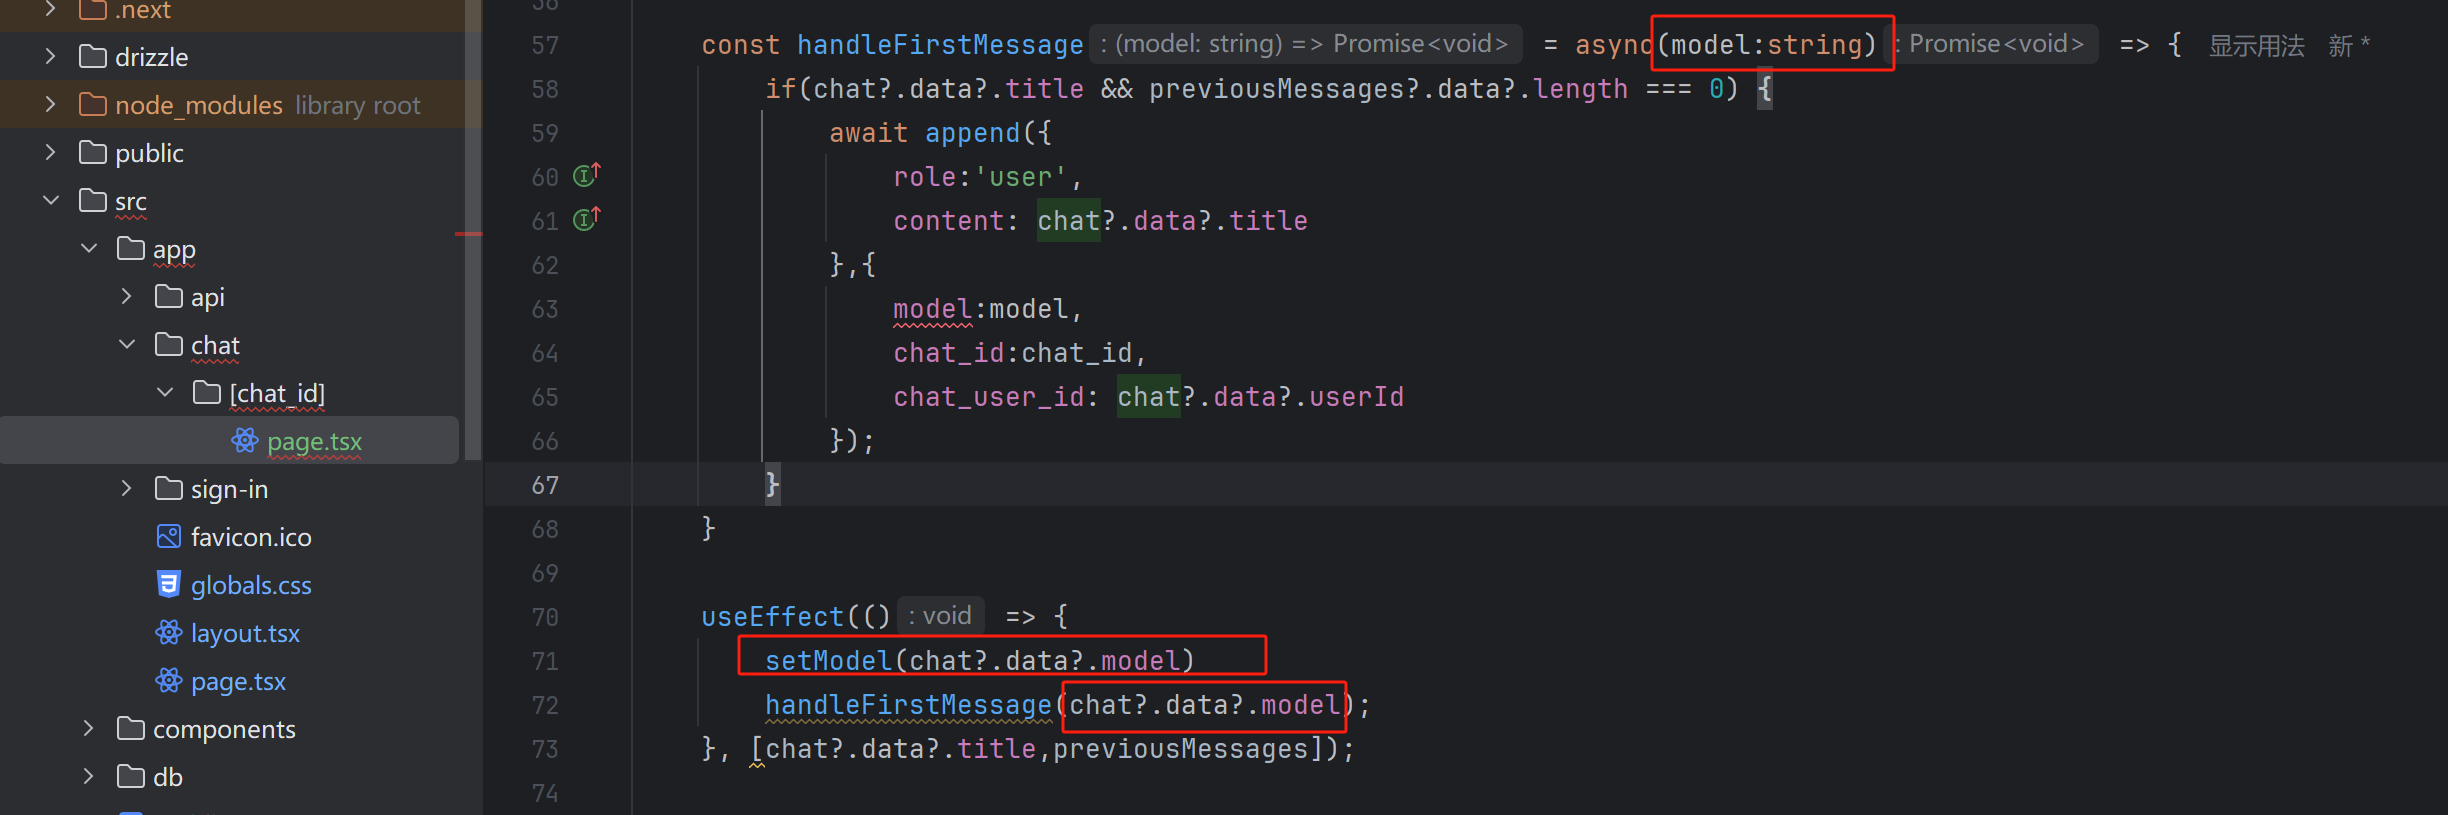 .next
drizzle
node_modules library root
public
src
app
api
chat
[chat_id]
page.tsx
sign-in
favicon.ico
globals.css
layout.tsx
page.tsx
components
db
56
57 const handleFirstMessage : (model: string) => Promise<void> = async(model:string) : Promise<void> => { 显示用法 新 *
58 if(chat?.data?.title && previousMessages?.data?.length === 0) {
59 await append({
60 role:'user',
61 content: chat?.data?.title
62 },{
63 model:model,
64 chat_id:chat_id,
65 chat_user_id: chat?.data?.userId
66 });
67 }
68 }
69
70 useEffect(() : void => {
71 setModel(chat?.data?.model)
72 handleFirstMessage(chat?.data?.model);
73 }, [chat?.data?.title,previousMessages]);
74